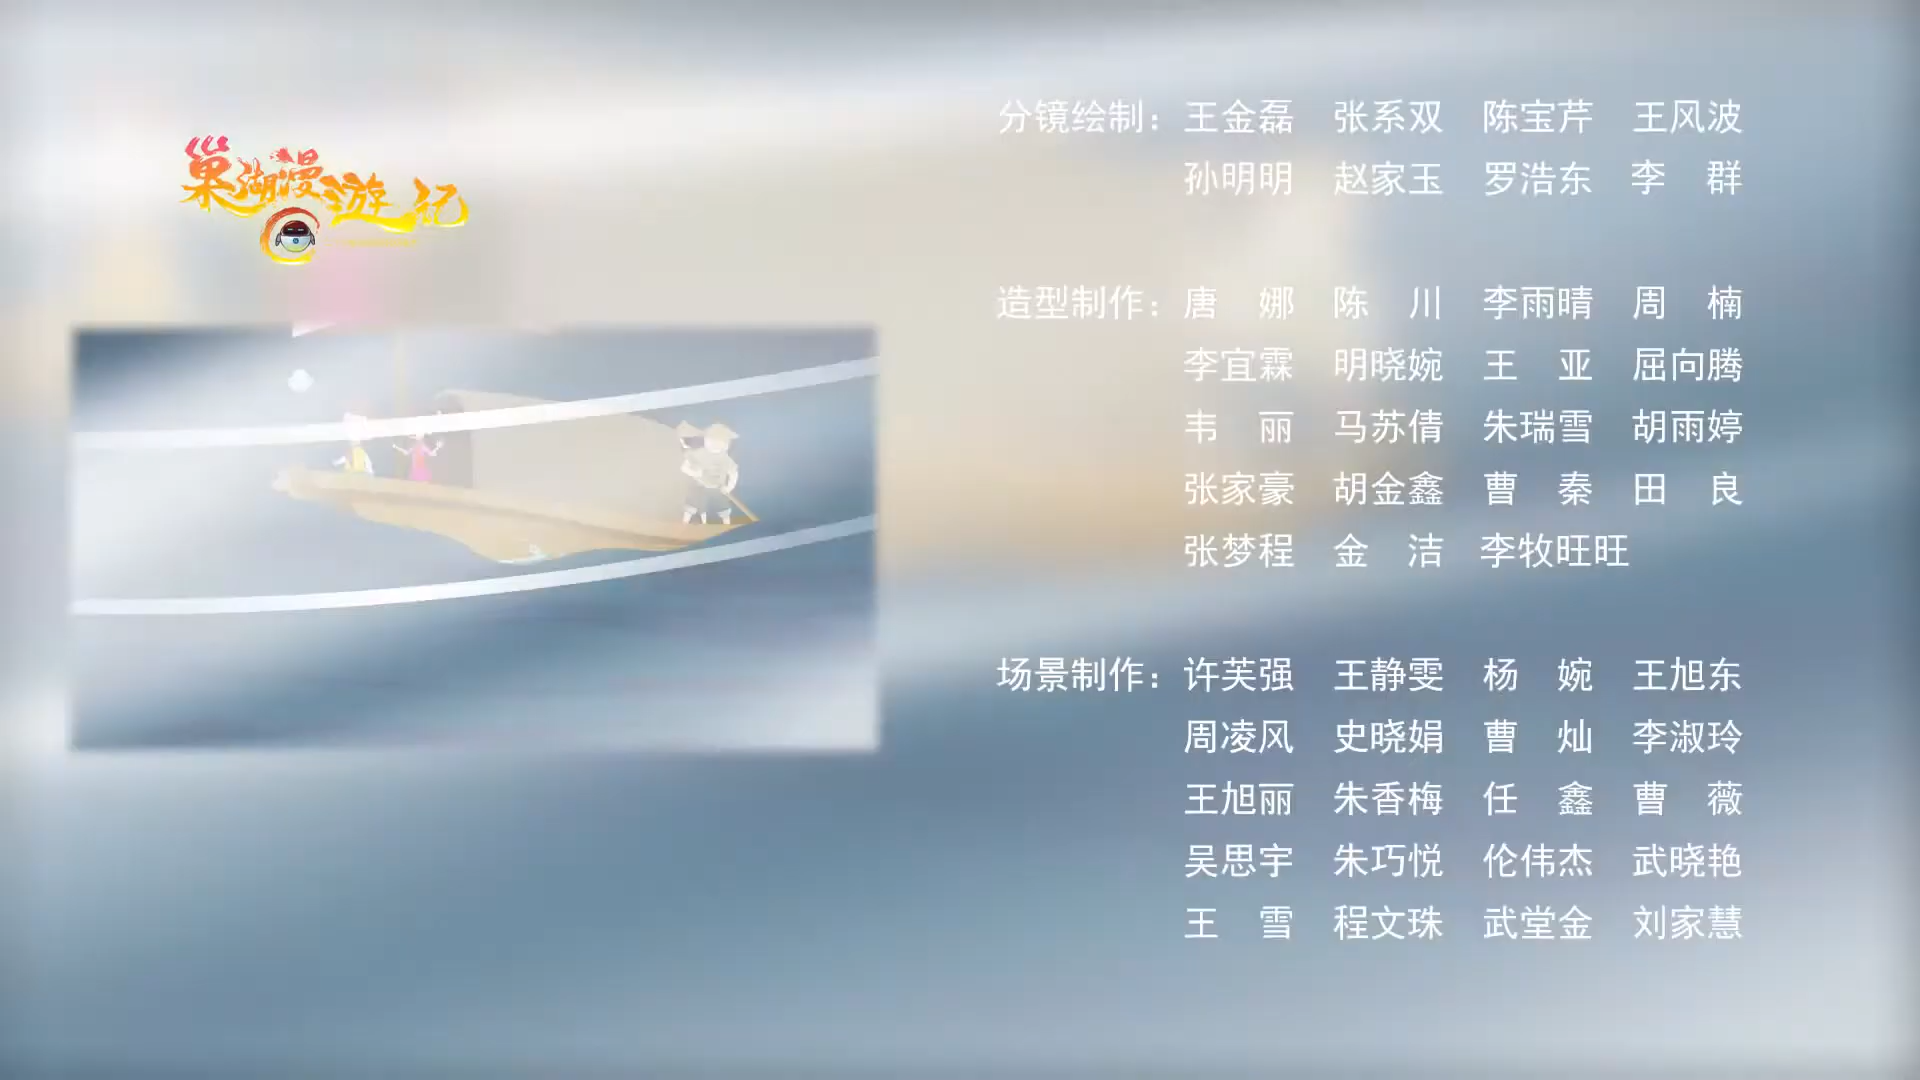 巢湖漫游记
分镜绘制：王金磊 张系双 陈宝芹 王风波
孙明明 赵家玉 罗浩东 李 群
造型制作：唐 娜 陈 川 李雨晴 周 楠
李宜霖 明晓婉 王 亚 屈向腾
韦 丽 马苏倩 朱瑞雪 胡雨婷
张家豪 胡金鑫 曹 秦 田 良
张梦程 金 洁 李牧旺旺
场景制作：许芙强 王静雯 杨 婉 王旭东
周凌风 史晓娟 曹 灿 李淑玲
王旭丽 朱香梅 任 鑫 曹 薇
吴思宇 朱巧悦 伦伟杰 武晓艳
王 雪 程文珠 武堂金 刘家慧